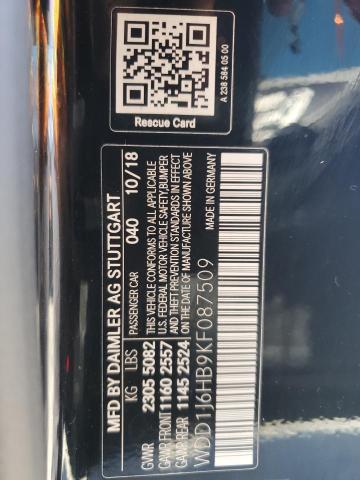 A 238 584 05 00
Rescue Card
MFD BY DAIMLER AG STUTTGART
PASSENGER CAR 040 10/18
KG LBS
GVWR 2305 5082
GAWR FRONT 1160 2557
GAWR REAR 1145 2524
THIS VEHICLE CONFORMS TO ALL APPLICABLE
U.S. FEDERAL MOTOR VEHICLE SAFETY,BUMPER
AND THEFT PREVENTION STANDARDS IN EFFECT
ON THE DATE OF MANUFACTURE SHOWN ABOVE
MADE IN GERMANY
WDD1J6HB9KF087509